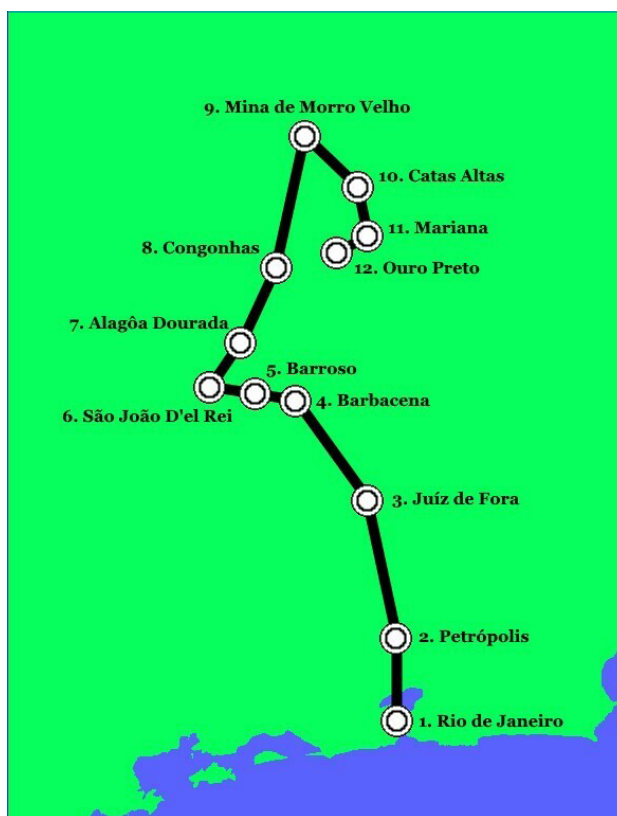 9. Mina de Morro Velho
10. Catas Altas
11. Mariana
8. Congonhas
12. Ouro Preto
7. Alagôa Dourada
5. Barroso
4. Barbacena
6. São João D'el Rei
3. Juíz de Fora
2. Petrópolis
1. Rio de Janeiro